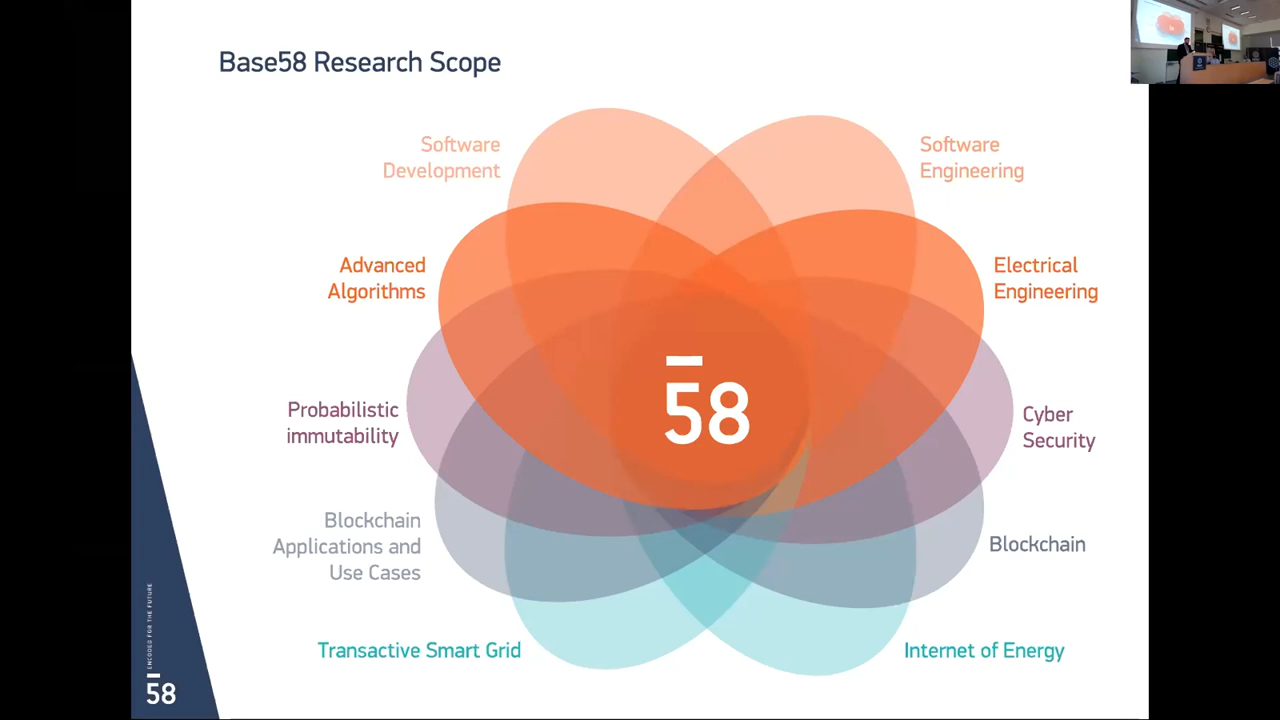 Base58 Research Scope
Software
Development
Software
Engineering
Advanced
Algorithms
Electrical
Engineering
Probabilistic
immutability
Cyber
Security
58
Blockchain
Applications and
Use Cases
Blockchain
Transactive Smart Grid
Internet of Energy
ENCODED FOR THE FUTURE
58